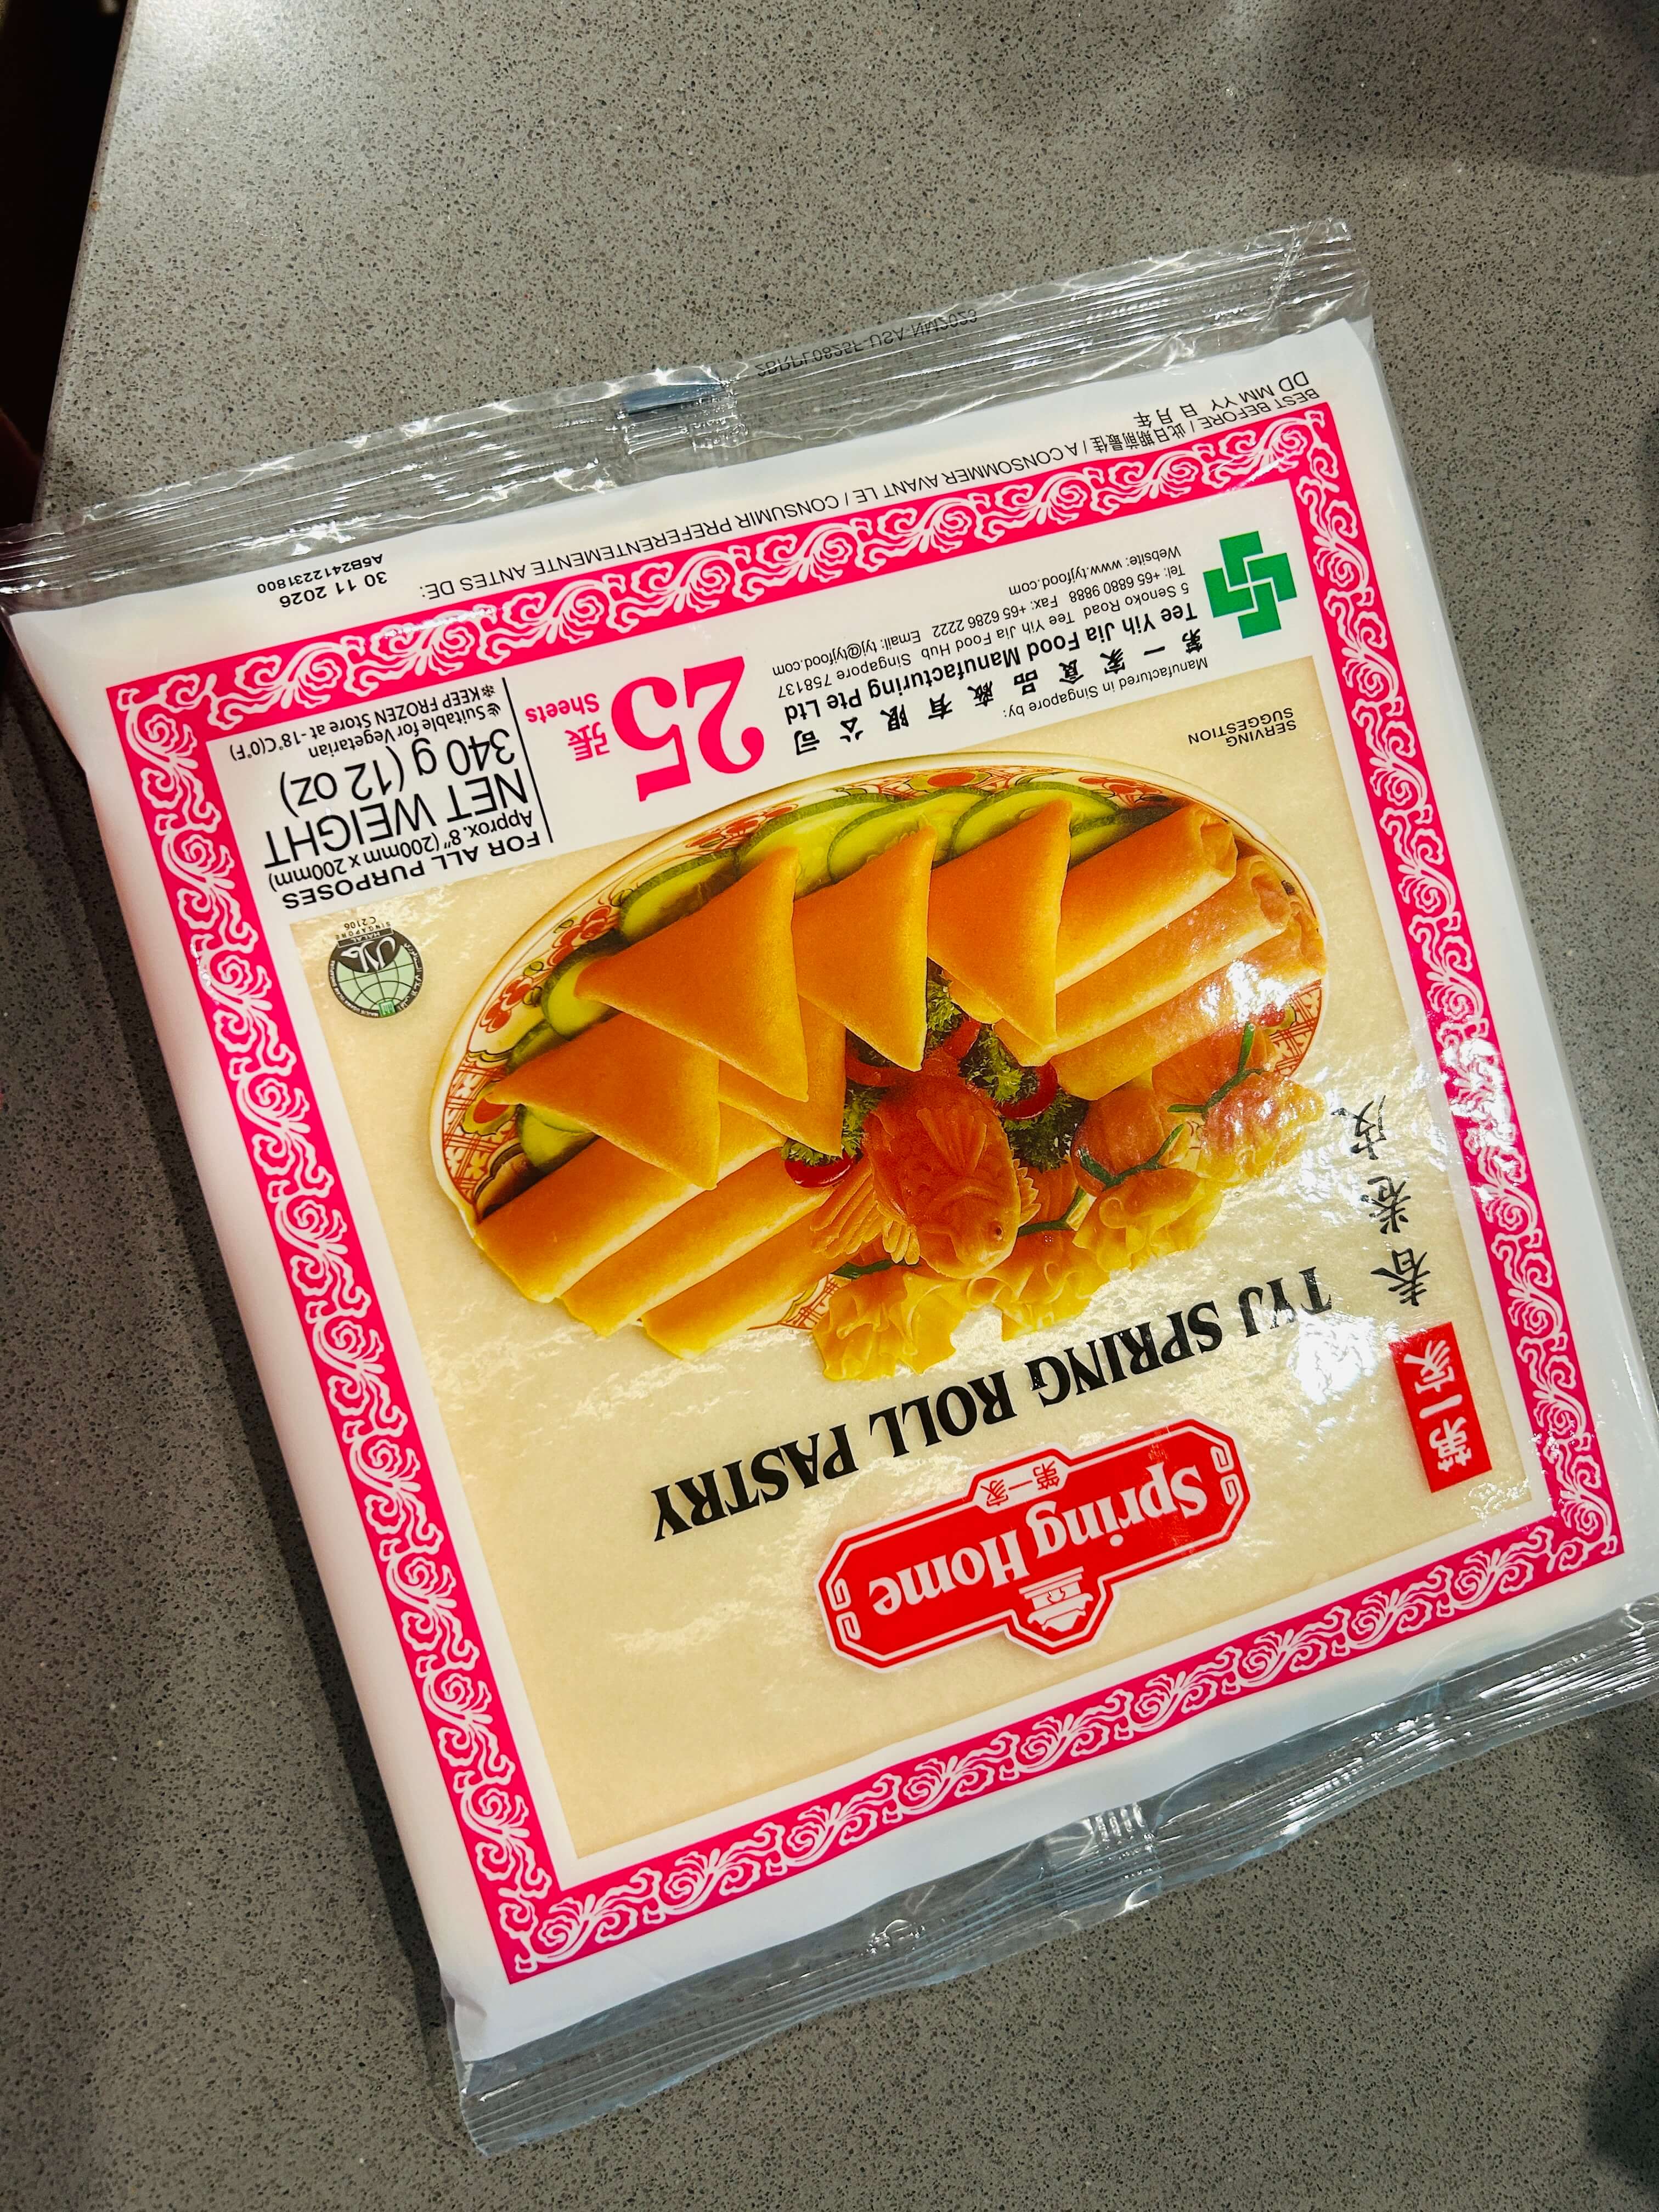 Spring Home
第一家
TYJ SPRING ROLL PASTRY
第一家
春卷皮
SERVING
SUGGESTION
HALAL
SINGAPORE
C2106
Manufactured in Singapore by:
第一家食品廠有限公司
Tee Yih Jia Food Manufacturing Pte Ltd
5 Senoko Road Tee Yih Jia Food Hub Singapore 758137
Tel: +65 6880 9888 Fax: +65 6286 2222 Email: tyj@tyjfood.com
Website: www.tyjfood.com
25
張
Sheets
FOR ALL PURPOSES
Approx. 8" (200mm x 200mm)
NET WEIGHT
340 g (12 oz)
Suitable for Vegetarian
KEEP FROZEN Store at -18°C(0°F)
BEST BEFORE / 此日期前最佳 / A CONSOMMER AVANT LE / CONSUMIR PREFERENTEMENTE ANTES DE:
DD MM YY 日月年
30 11 2026
A5B2412231800